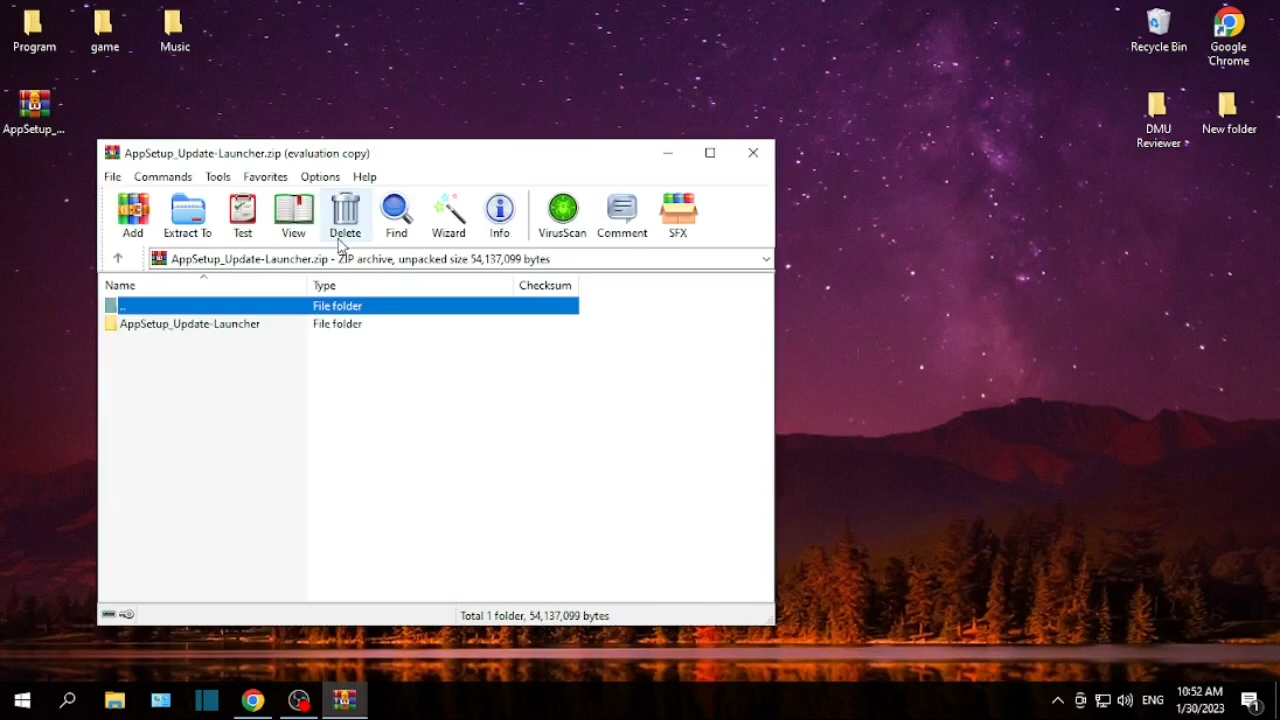 Program
game
Music
Recycle Bin
Google
Chrome
AppSetup_...
DMU
Reviewer
New folder
AppSetup_Update-Launcher.zip (evaluation copy)
File Commands Tools Favorites Options Help
Add Extract To Test View Delete Find Wizard Info VirusScan Comment SFX
AppSetup_Update-Launcher.zip - ZIP archive, unpacked size 54,137,099 bytes
Name Type Checksum
.. File folder
AppSetup_Update-Launcher File folder
Total 1 folder, 54,137,099 bytes
ENG
10:52 AM
1/30/2023
1